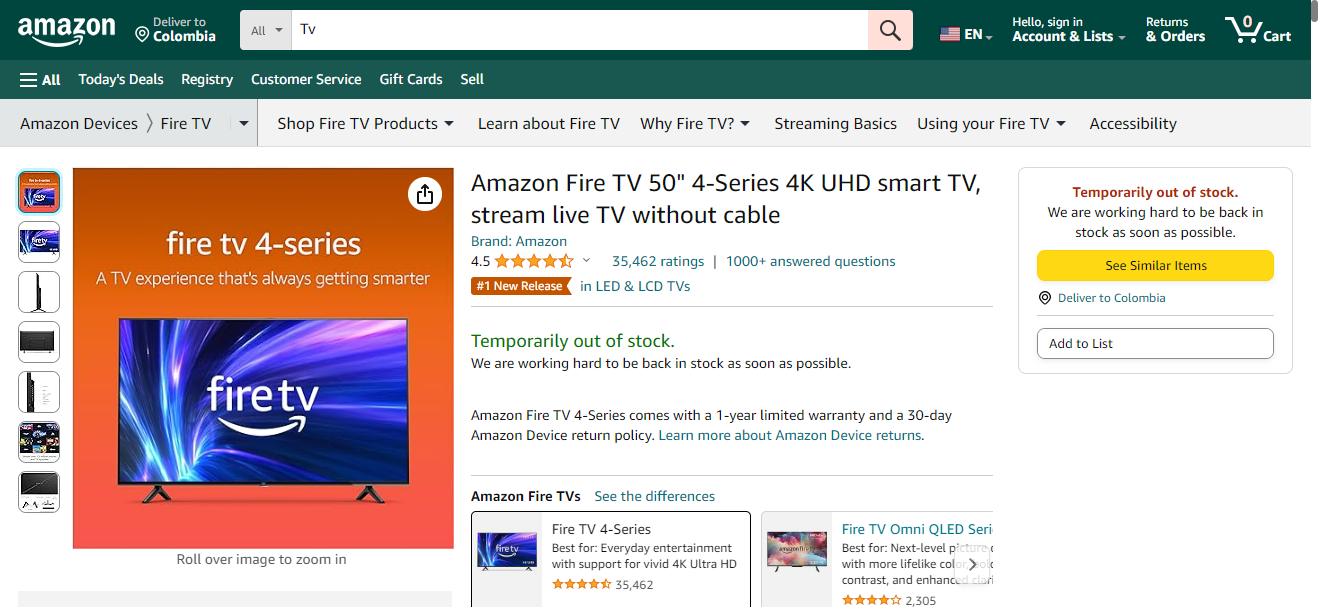 amazon
Deliver to
Colombia
All
Tv
EN
Hello, sign in
Account & Lists
Returns
& Orders
0
Cart
All
Today's Deals
Registry
Customer Service
Gift Cards
Sell
Amazon Devices
Fire TV
Shop Fire TV Products
Learn about Fire TV
Why Fire TV?
Streaming Basics
Using your Fire TV
Accessibility
fire tv 4-series
A TV experience that's always getting smarter
fire tv
Roll over image to zoom in
Amazon Fire TV 50" 4-Series 4K UHD smart TV,
stream live TV without cable
Brand: Amazon
4.5
35,462 ratings | 1000+ answered questions
#1 New Release in LED & LCD TVs
Temporarily out of stock.
We are working hard to be back in stock as soon as possible.
Amazon Fire TV 4-Series comes with a 1-year limited warranty and a 30-day
Amazon Device return policy. Learn more about Amazon Device returns.
Amazon Fire TVs See the differences
fire tv
Fire TV 4-Series
Best for: Everyday entertainment
with support for vivid 4K Ultra HD
35,462
amazon fire tv
Fire TV Omni QLED Seri
Best for: Next-level picture
with more lifelike color,
contrast, and enhanced
2,305
Temporarily out of stock.
We are working hard to be back in
stock as soon as possible.
See Similar Items
Deliver to Colombia
Add to List